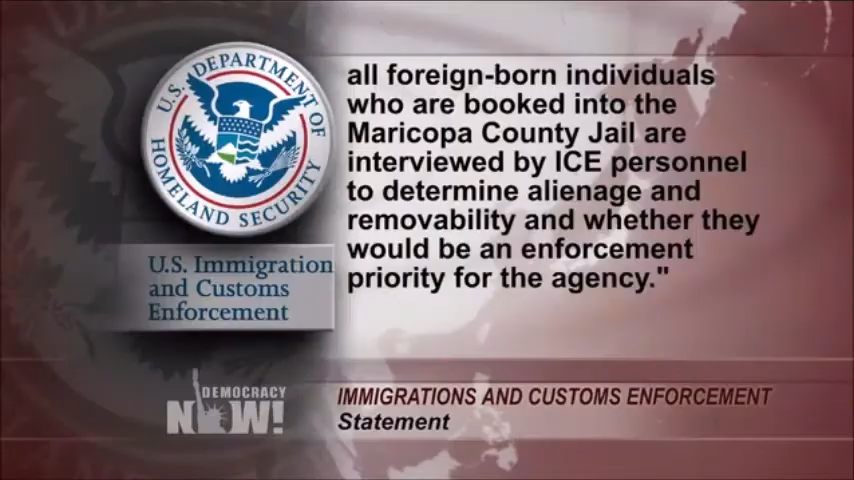 U.S. DEPARTMENT OF
HOMELAND SECURITY
U.S. Immigration
and Customs
Enforcement
all foreign-born individuals
who are booked into the
Maricopa County Jail are
interviewed by ICE personnel
to determine alienage and
removability and whether they
would be an enforcement
priority for the agency."
DEMOCRACY
NOW!
IMMIGRATIONS AND CUSTOMS ENFORCEMENT
Statement